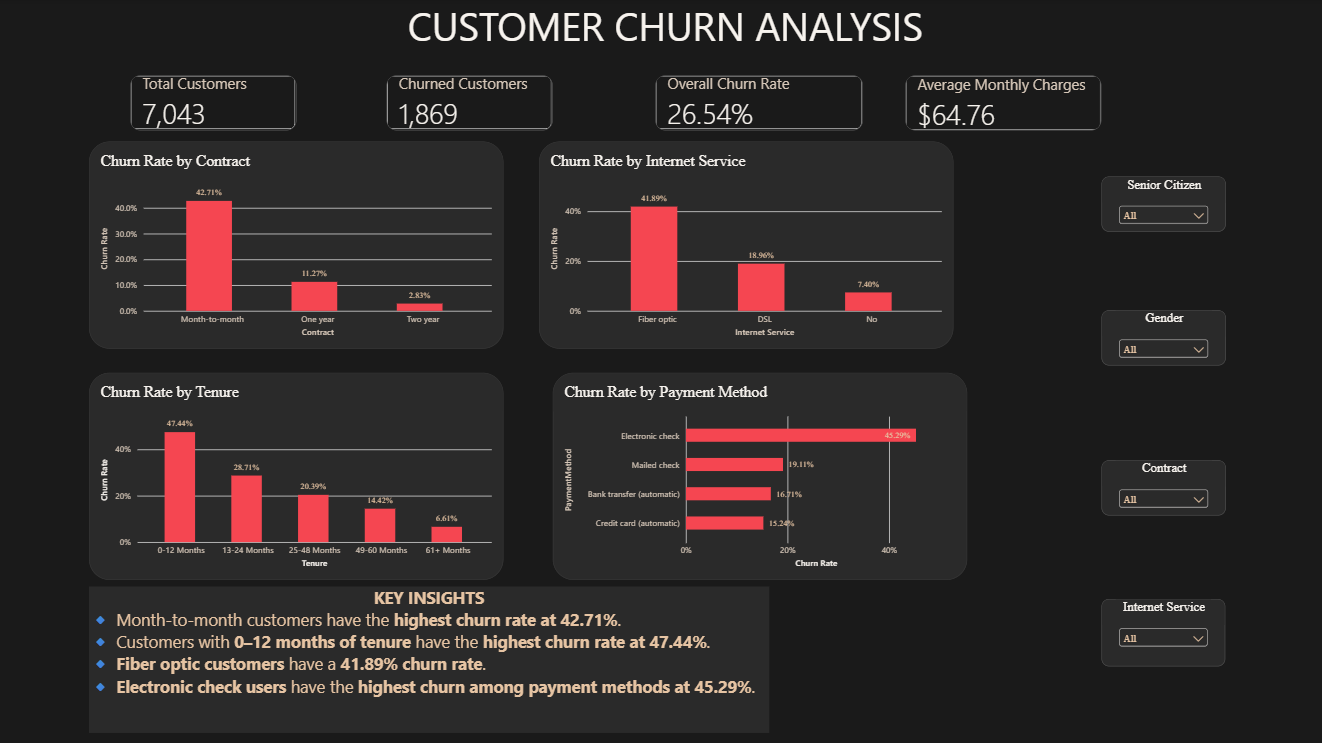 CUSTOMER CHURN ANALYSIS
Total Customers
7,043
Churned Customers
1,869
Overall Churn Rate
26.54%
Average Monthly Charges
$64.76
Churn Rate by Contract
Churn Rate
40.0%
30.0%
20.0%
10.0%
0.0%
42.71%
11.27%
2.83%
Month-to-month One year Two year
Contract
Churn Rate by Internet Service
Churn Rate
40%
20%
0%
41.89%
18.96%
7.40%
Fiber optic DSL No
Internet Service
Senior Citizen
All
Gender
All
Churn Rate by Tenure
Churn Rate
40%
20%
0%
47.44%
28.71%
20.39%
14.42%
6.61%
0-12 Months 13-24 Months 25-48 Months 49-60 Months 61+ Months
Tenure
Churn Rate by Payment Method
PaymentMethod
Electronic check 45.29%
Mailed check 19.11%
Bank transfer (automatic) 16.71%
Credit card (automatic) 15.24%
0% 20% 40%
Churn Rate
Contract
All
Internet Service
All
KEY INSIGHTS
Month-to-month customers have the highest churn rate at 42.71%.
Customers with 0–12 months of tenure have the highest churn rate at 47.44%.
Fiber optic customers have a 41.89% churn rate.
Electronic check users have the highest churn among payment methods at 45.29%.